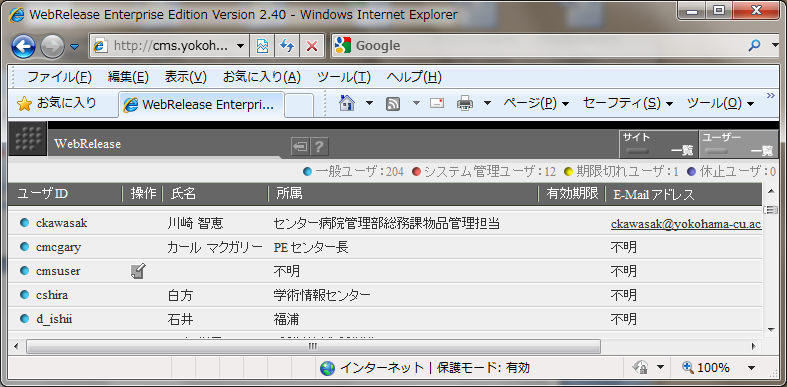 WebRelease Enterprise Edition Version 2.40 - Windows Internet Explorer
http://cms.yokoh... Google
ファイル(F) 編集(E) 表示(V) お気に入り(A) ツール(T) ヘルプ(H)
お気に入り WebRelease Enterpri... ページ(P) セーフティ(S) ツール(O) »
WebRelease ? サイト 一覧 ユーザー 一覧
一般ユーザ:204 システム管理ユーザ:12 期限切れユーザ:1 休止ユーザ:0
ユーザID 操作 氏名 所属 有効期限 E-Mailアドレス
ckawasak 川崎 智恵 センター病院管理部総務課物品管理担当 ckawasak@yokohama-cu.ac
cmcgary カール マクガリー PEセンター長 不明
cmsuser 不明 不明
cshira 白方 学術情報センター 不明
d_ishii 石井 福浦 不明
インターネット | 保護モード: 有効 100%